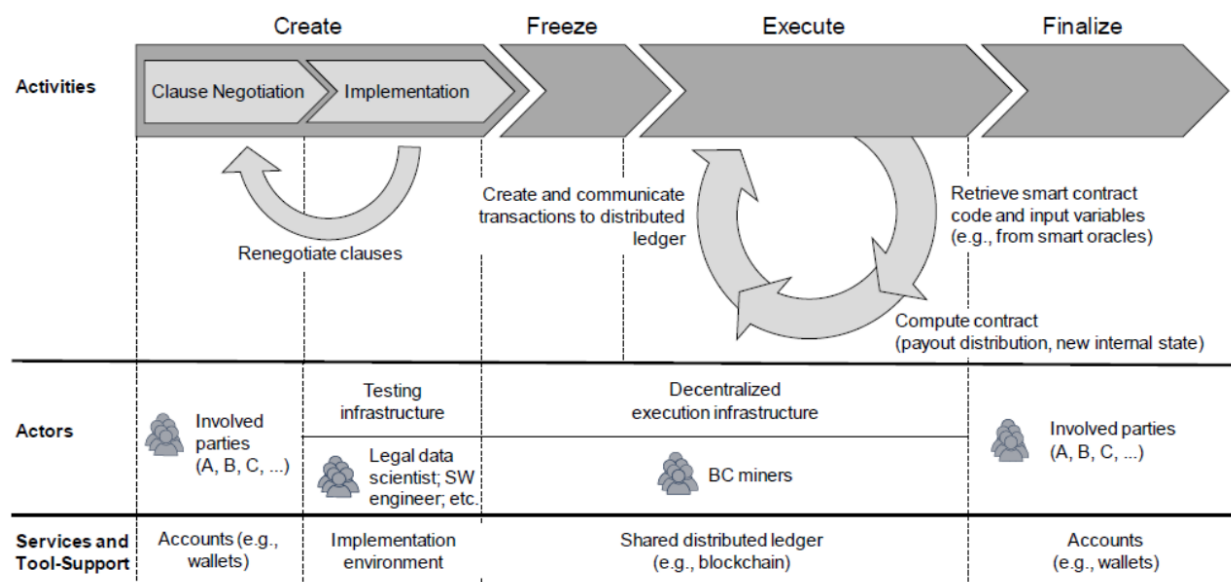 Create
Freeze
Execute
Finalize
Activities
Clause Negotiation
Implementation
Renegotiate clauses
Create and communicate
transactions to distributed
ledger
Retrieve smart contract
code and input variables
(e.g., from smart oracles)
Compute contract
(payout distribution, new internal state)
Actors
Involved
parties
(A, B, C, ...)
Testing
infrastructure
Legal data
scientist; SW
engineer; etc.
Decentralized
execution infrastructure
BC miners
Involved parties
(A, B, C, ...)
Services and
Tool-Support
Accounts (e.g.,
wallets)
Implementation
environment
Shared distributed ledger
(e.g., blockchain)
Accounts
(e.g., wallets)